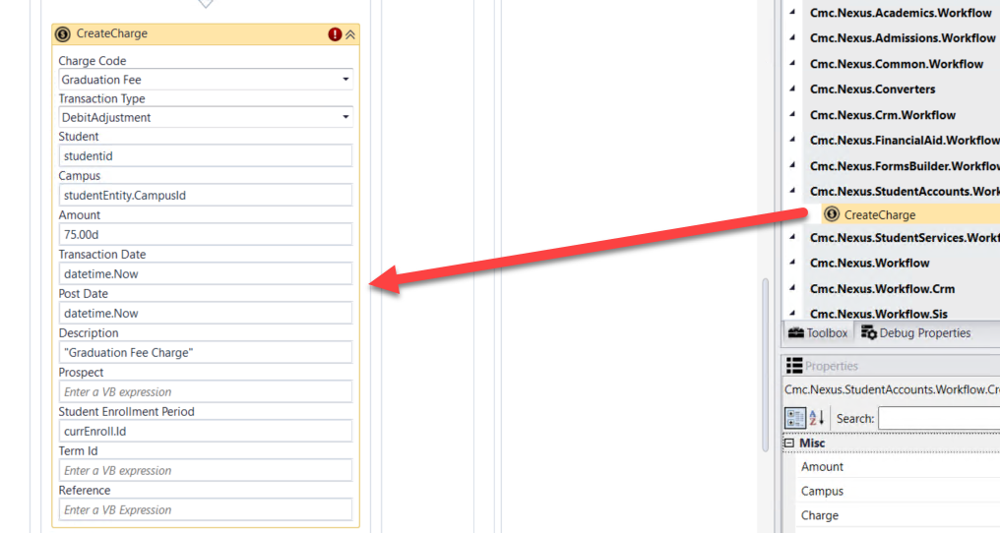 CreateCharge
Charge Code
Graduation Fee
Transaction Type
DebitAdjustment
Student
studentid
Campus
studentEntity.CampusId
Amount
75.00d
Transaction Date
datetime.Now
Post Date
datetime.Now
Description
"Graduation Fee Charge"
Prospect
Enter a VB expression
Student Enrollment Period
currEnroll.Id
Term Id
Enter a VB expression
Reference
Enter a VB Expression
Cmc.Nexus.Academics.Workflow
Cmc.Nexus.Admissions.Workflow
Cmc.Nexus.Common.Workflow
Cmc.Nexus.Converters
Cmc.Nexus.Crm.Workflow
Cmc.Nexus.FinancialAid.Workflow
Cmc.Nexus.FormsBuilder.Workflow
Cmc.Nexus.StudentAccounts.Work
CreateCharge
Cmc.Nexus.StudentServices.Workf
Cmc.Nexus.Workflow
Cmc.Nexus.Workflow.Crm
Cmc.Nexus.Workflow.Sis
Toolbox Debug Properties
Properties
Cmc.Nexus.StudentAccounts.Workflow.Cr
Search:
Misc
Amount
Campus
Charge